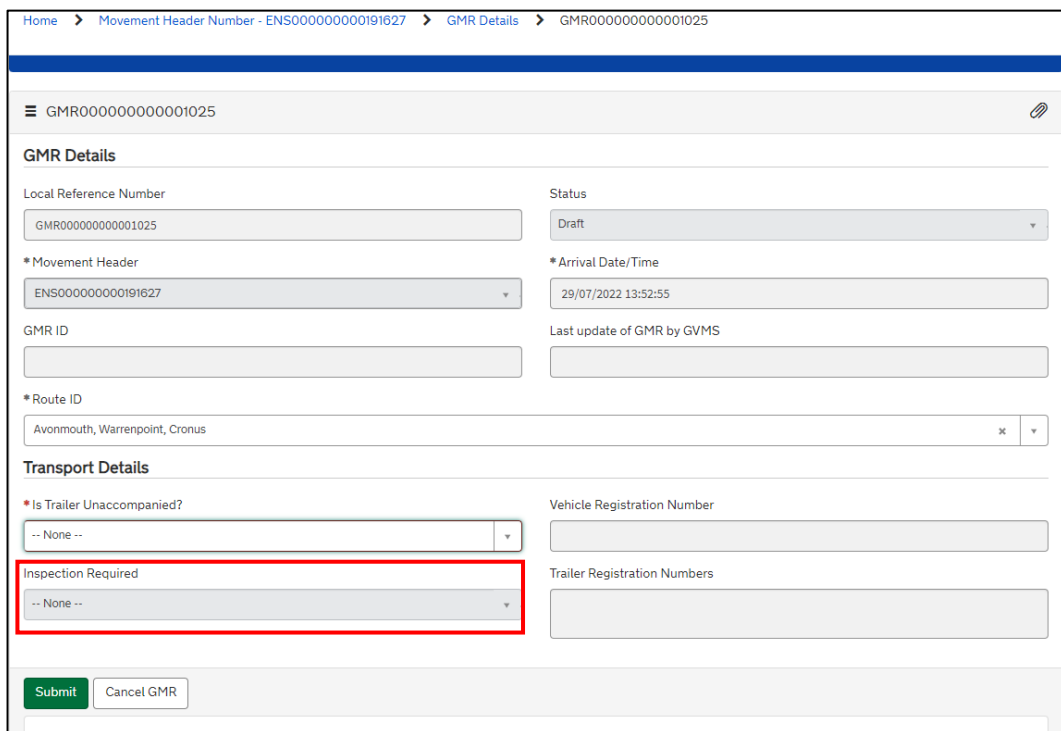 Home > Movement Header Number - ENS000000000191627 > GMR Details > GMR000000000001025
GMR000000000001025
GMR Details
Local Reference Number
GMR000000000001025
Status
Draft
* Movement Header
ENS000000000191627
* Arrival Date/Time
29/07/2022 13:52:55
GMR ID
Last update of GMR by GVMS
* Route ID
Avonmouth, Warrenpoint, Cronus
Transport Details
* Is Trailer Unaccompanied?
-- None --
Vehicle Registration Number
Inspection Required
-- None --
Trailer Registration Numbers
Submit
Cancel GMR